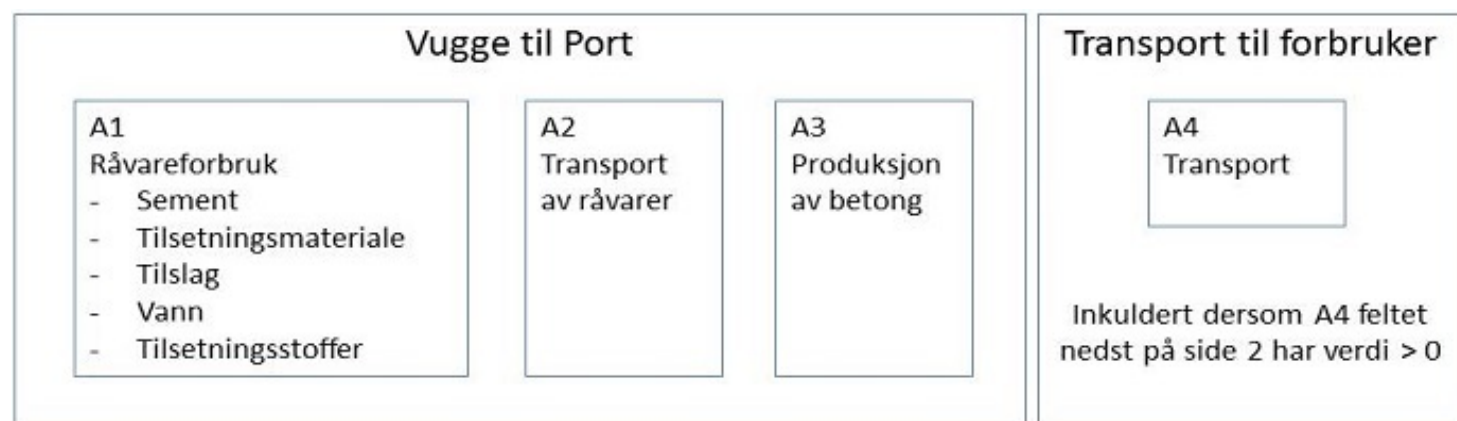 Vugge til Port
A1
Råvareforbruk
- Sement
- Tilsetningsmateriale
- Tilslag
- Vann
- Tilsetningsstoffer
A2
Transport
av råvarer
A3
Produksjon
av betong
Transport til forbruker
A4
Transport
Inkuldert dersom A4 feltet
nedst på side 2 har verdi > 0